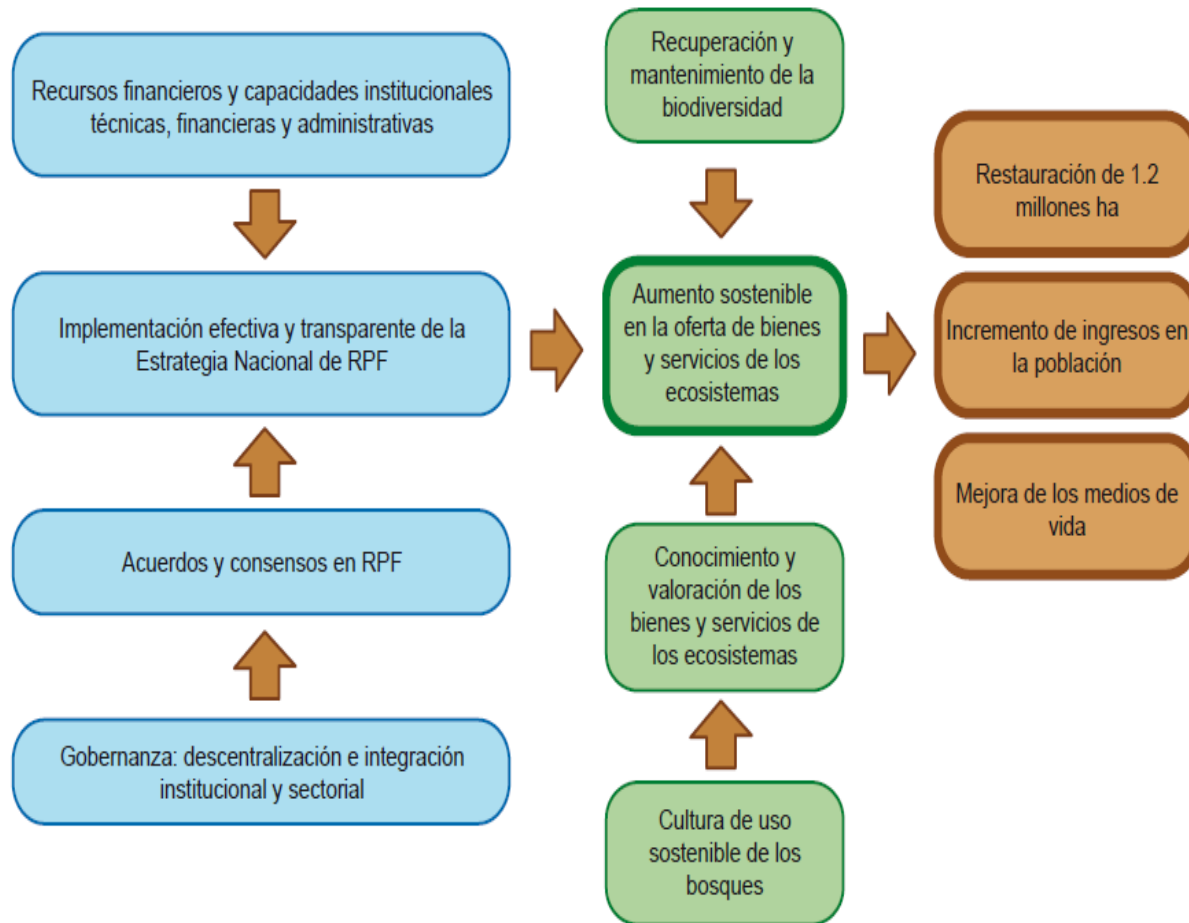 Recursos financieros y capacidades institucionales
técnicas, financieras y administrativas
Implementación efectiva y transparente de la
Estrategia Nacional de RPF
Acuerdos y consensos en RPF
Gobernanza: descentralización e integración
institucional y sectorial
Recuperación y
mantenimiento de la
biodiversidad
Aumento sostenible
en la oferta de bienes
y servicios de los
ecosistemas
Conocimiento y
valoración de los
bienes y servicios de
los ecosistemas
Cultura de uso
sostenible de los
bosques
Restauración de 1.2
millones ha
Incremento de ingresos en
la población
Mejora de los medios de
vida